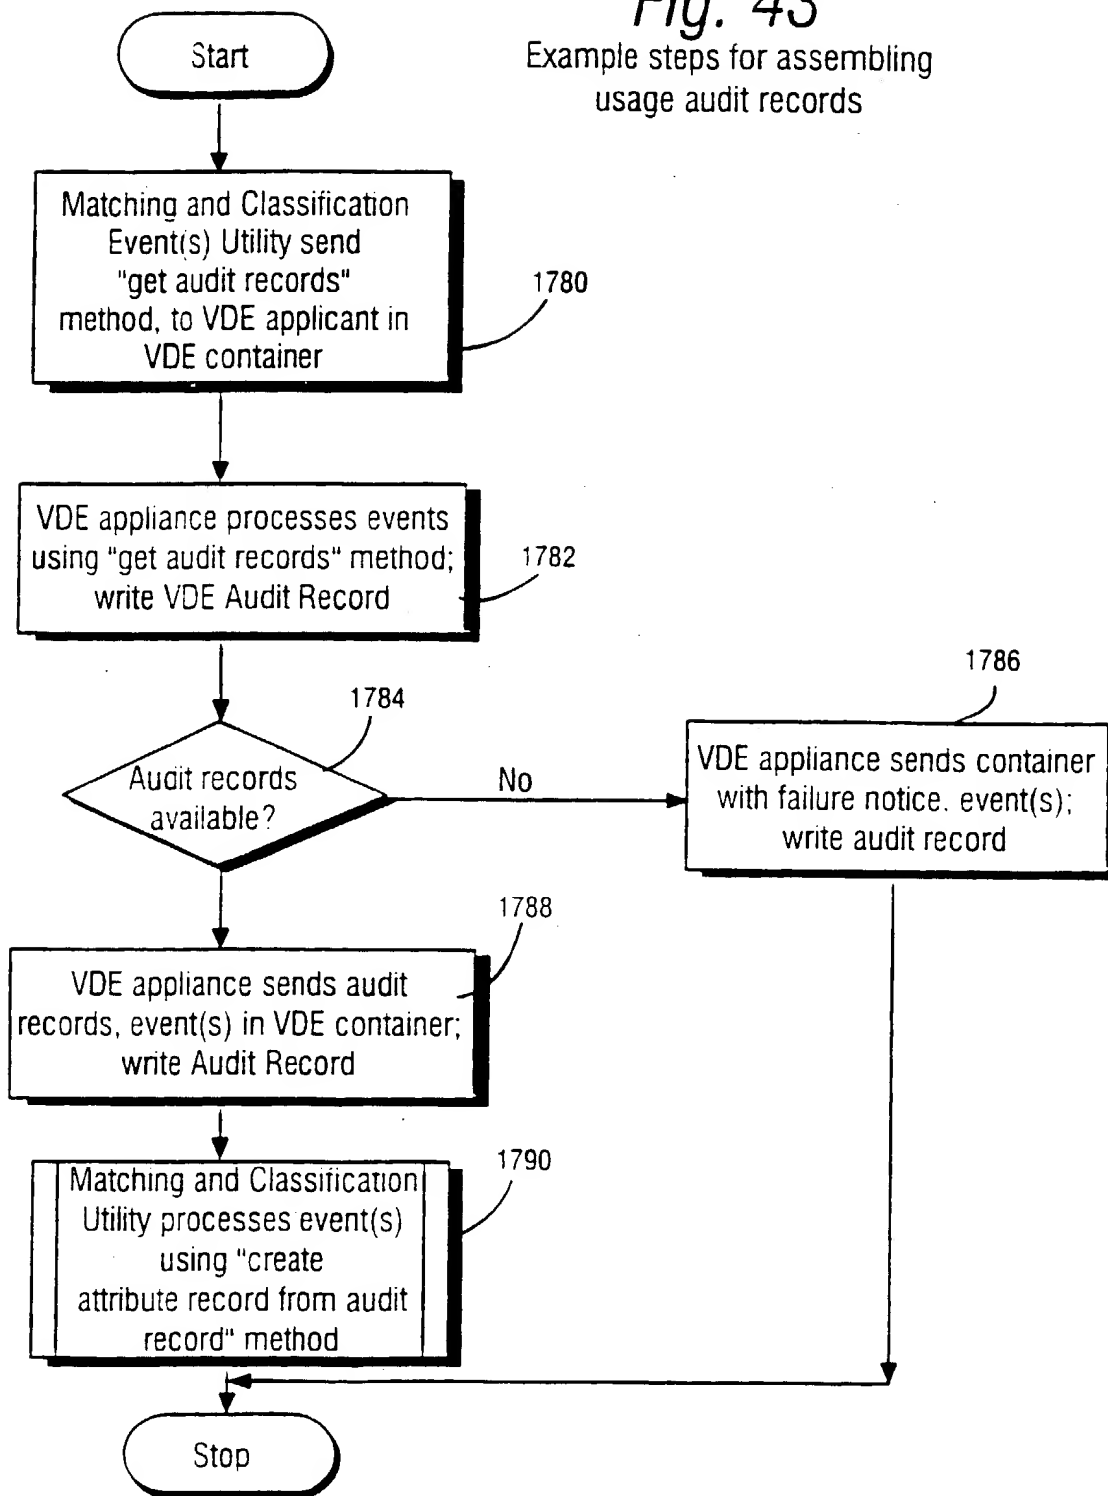 Fig. 43
Example steps for assembling
usage audit records
Start
Matching and Classification
Event(s) Utility send
"get audit records"
method, to VDE applicant in
VDE container
1780
VDE appliance processes events
using "get audit records" method;
write VDE Audit Record
1782
1784
Audit records
available?
No
1786
VDE appliance sends container
with failure notice. event(s);
write audit record
1788
VDE appliance sends audit
records, event(s) in VDE container;
write Audit Record
1790
Matching and Classification
Utility processes event(s)
using "create
attribute record from audit
record" method
Stop